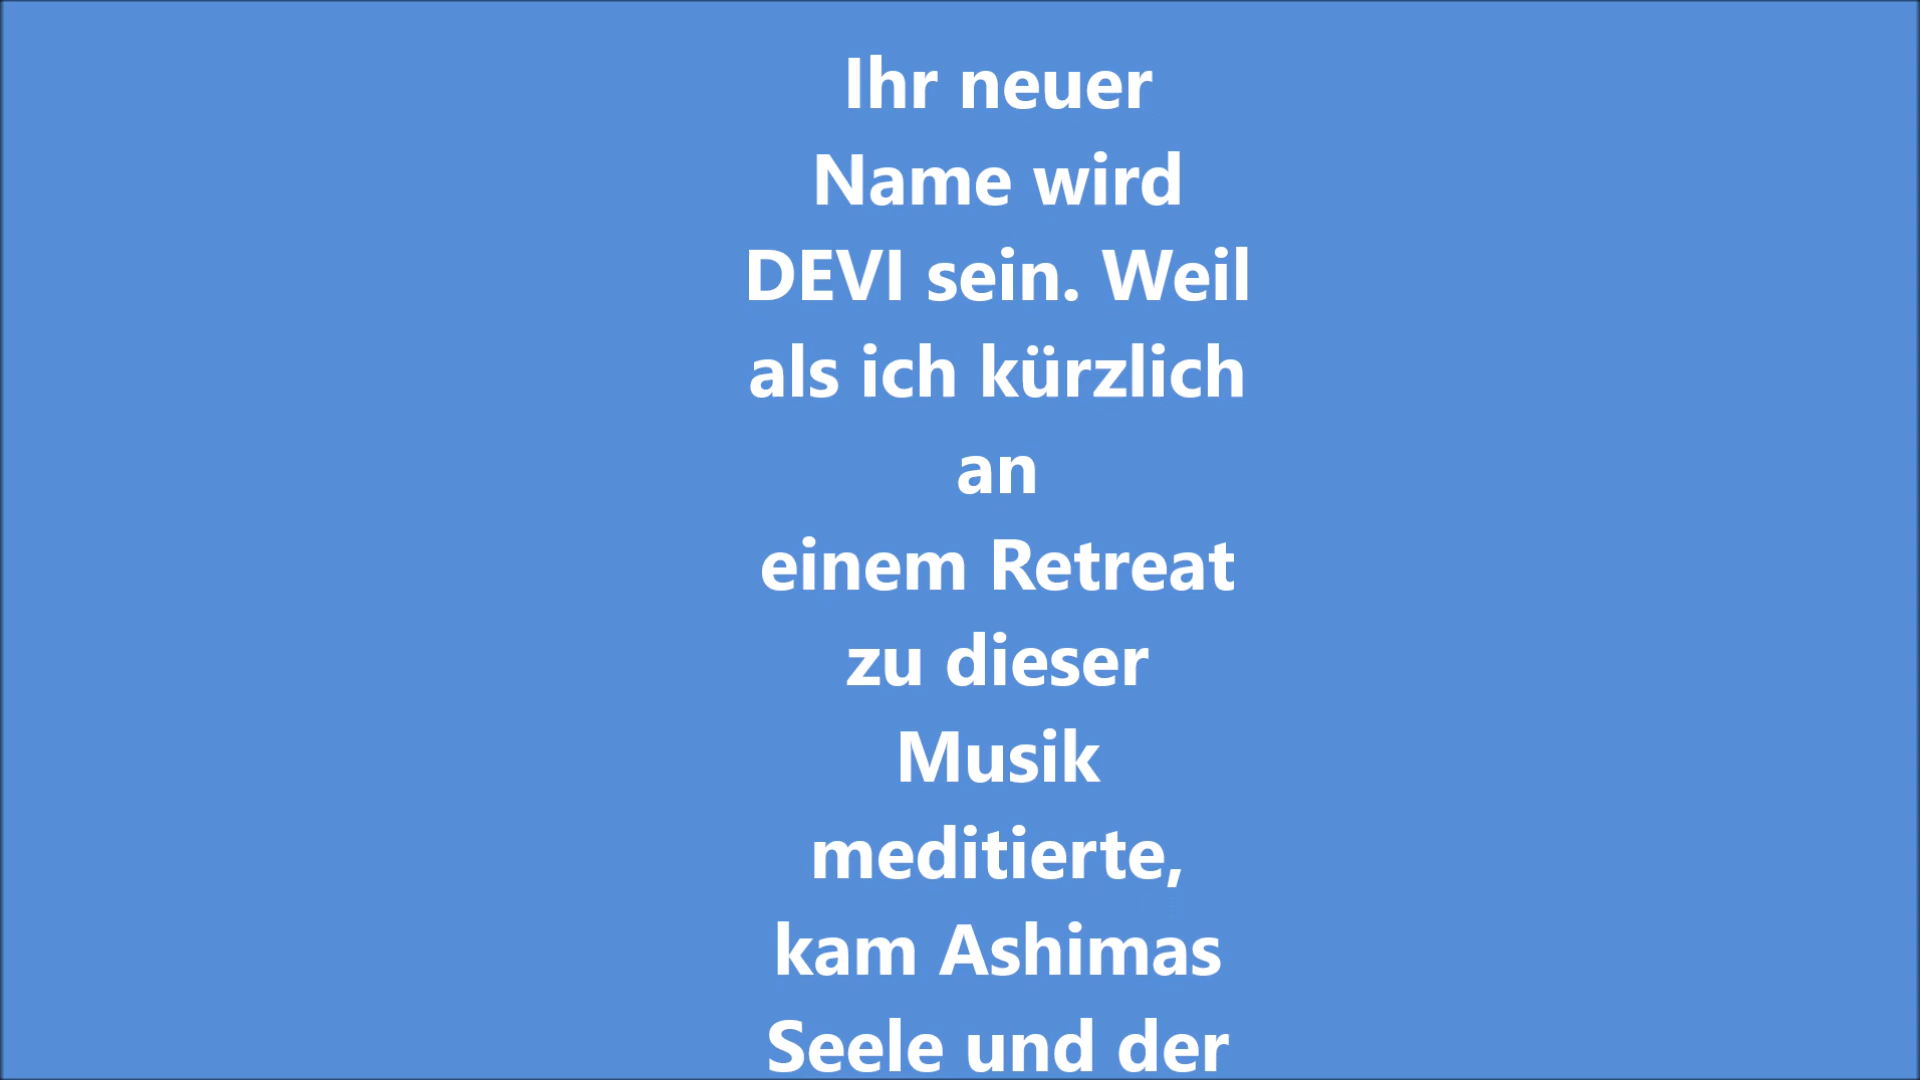 Ihr neuer
Name wird
DEVI sein. Weil
als ich kürzlich
an
einem Retreat
zu dieser
Musik
meditierte,
kam Ashimas
Seele und der